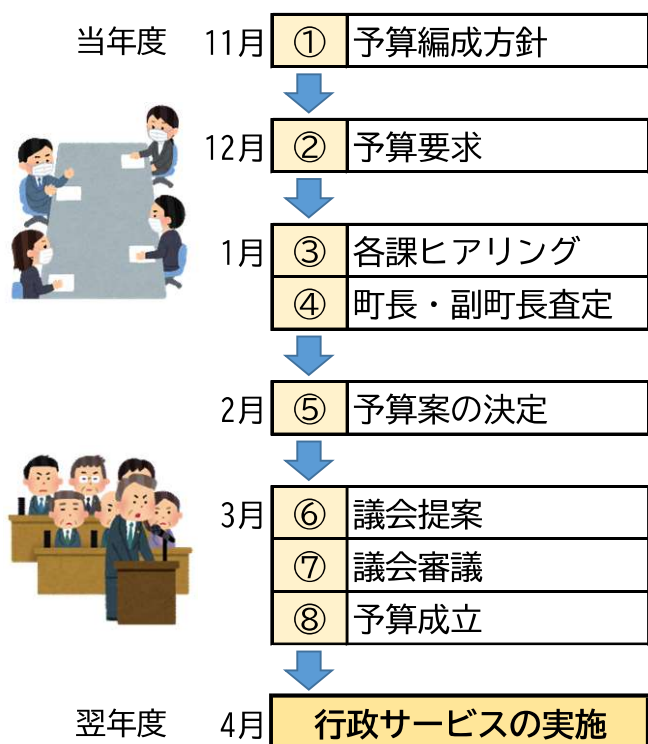 当年度 11月 ① 予算編成方針
12月 ② 予算要求
1月 ③ 各課ヒアリング
④ 町長・副町長査定
2月 ⑤ 予算案の決定
3月 ⑥ 議会提案
⑦ 議会審議
⑧ 予算成立
翌年度 4月 行政サービスの実施